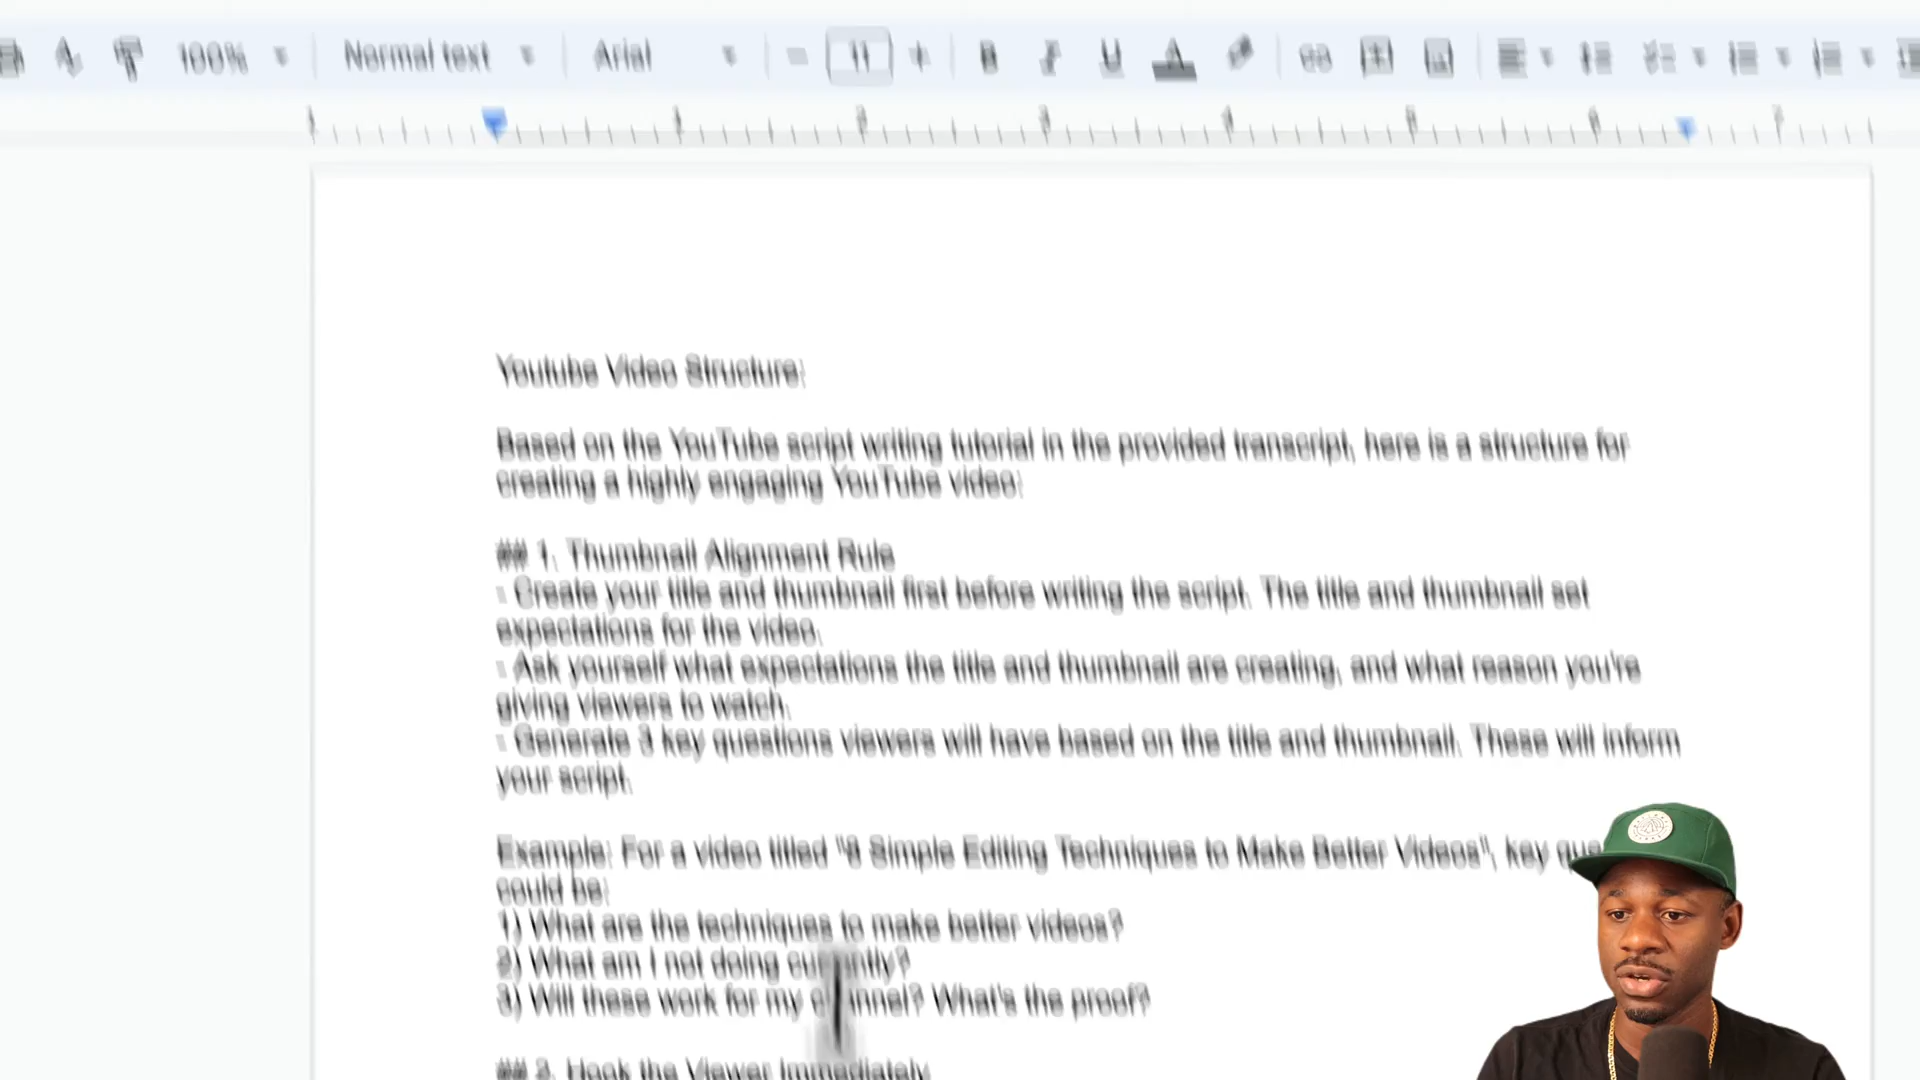 100% Normal text Arial 11 B I U A
Youtube Video Structure:
Based on the YouTube script writing tutorial in the provided transcript, here is a structure for
creating a highly engaging YouTube video:
## 1. Thumbnail Alignment Rule
- Create your title and thumbnail first before writing the script. The title and thumbnail set
expectations for the video.
- Ask yourself what expectations the title and thumbnail are creating, and what reason you're
giving viewers to watch.
- Generate 3 key questions viewers will have based on the title and thumbnail. These will inform
your script.
Example: For a video titled "8 Simple Editing Techniques to Make Better Videos", key
could be:
1) What are the techniques to make better videos?
2) What am I not doing currently?
3) Will these work for my channel? What's the proof?
## 2. Hook the Viewer Immediately